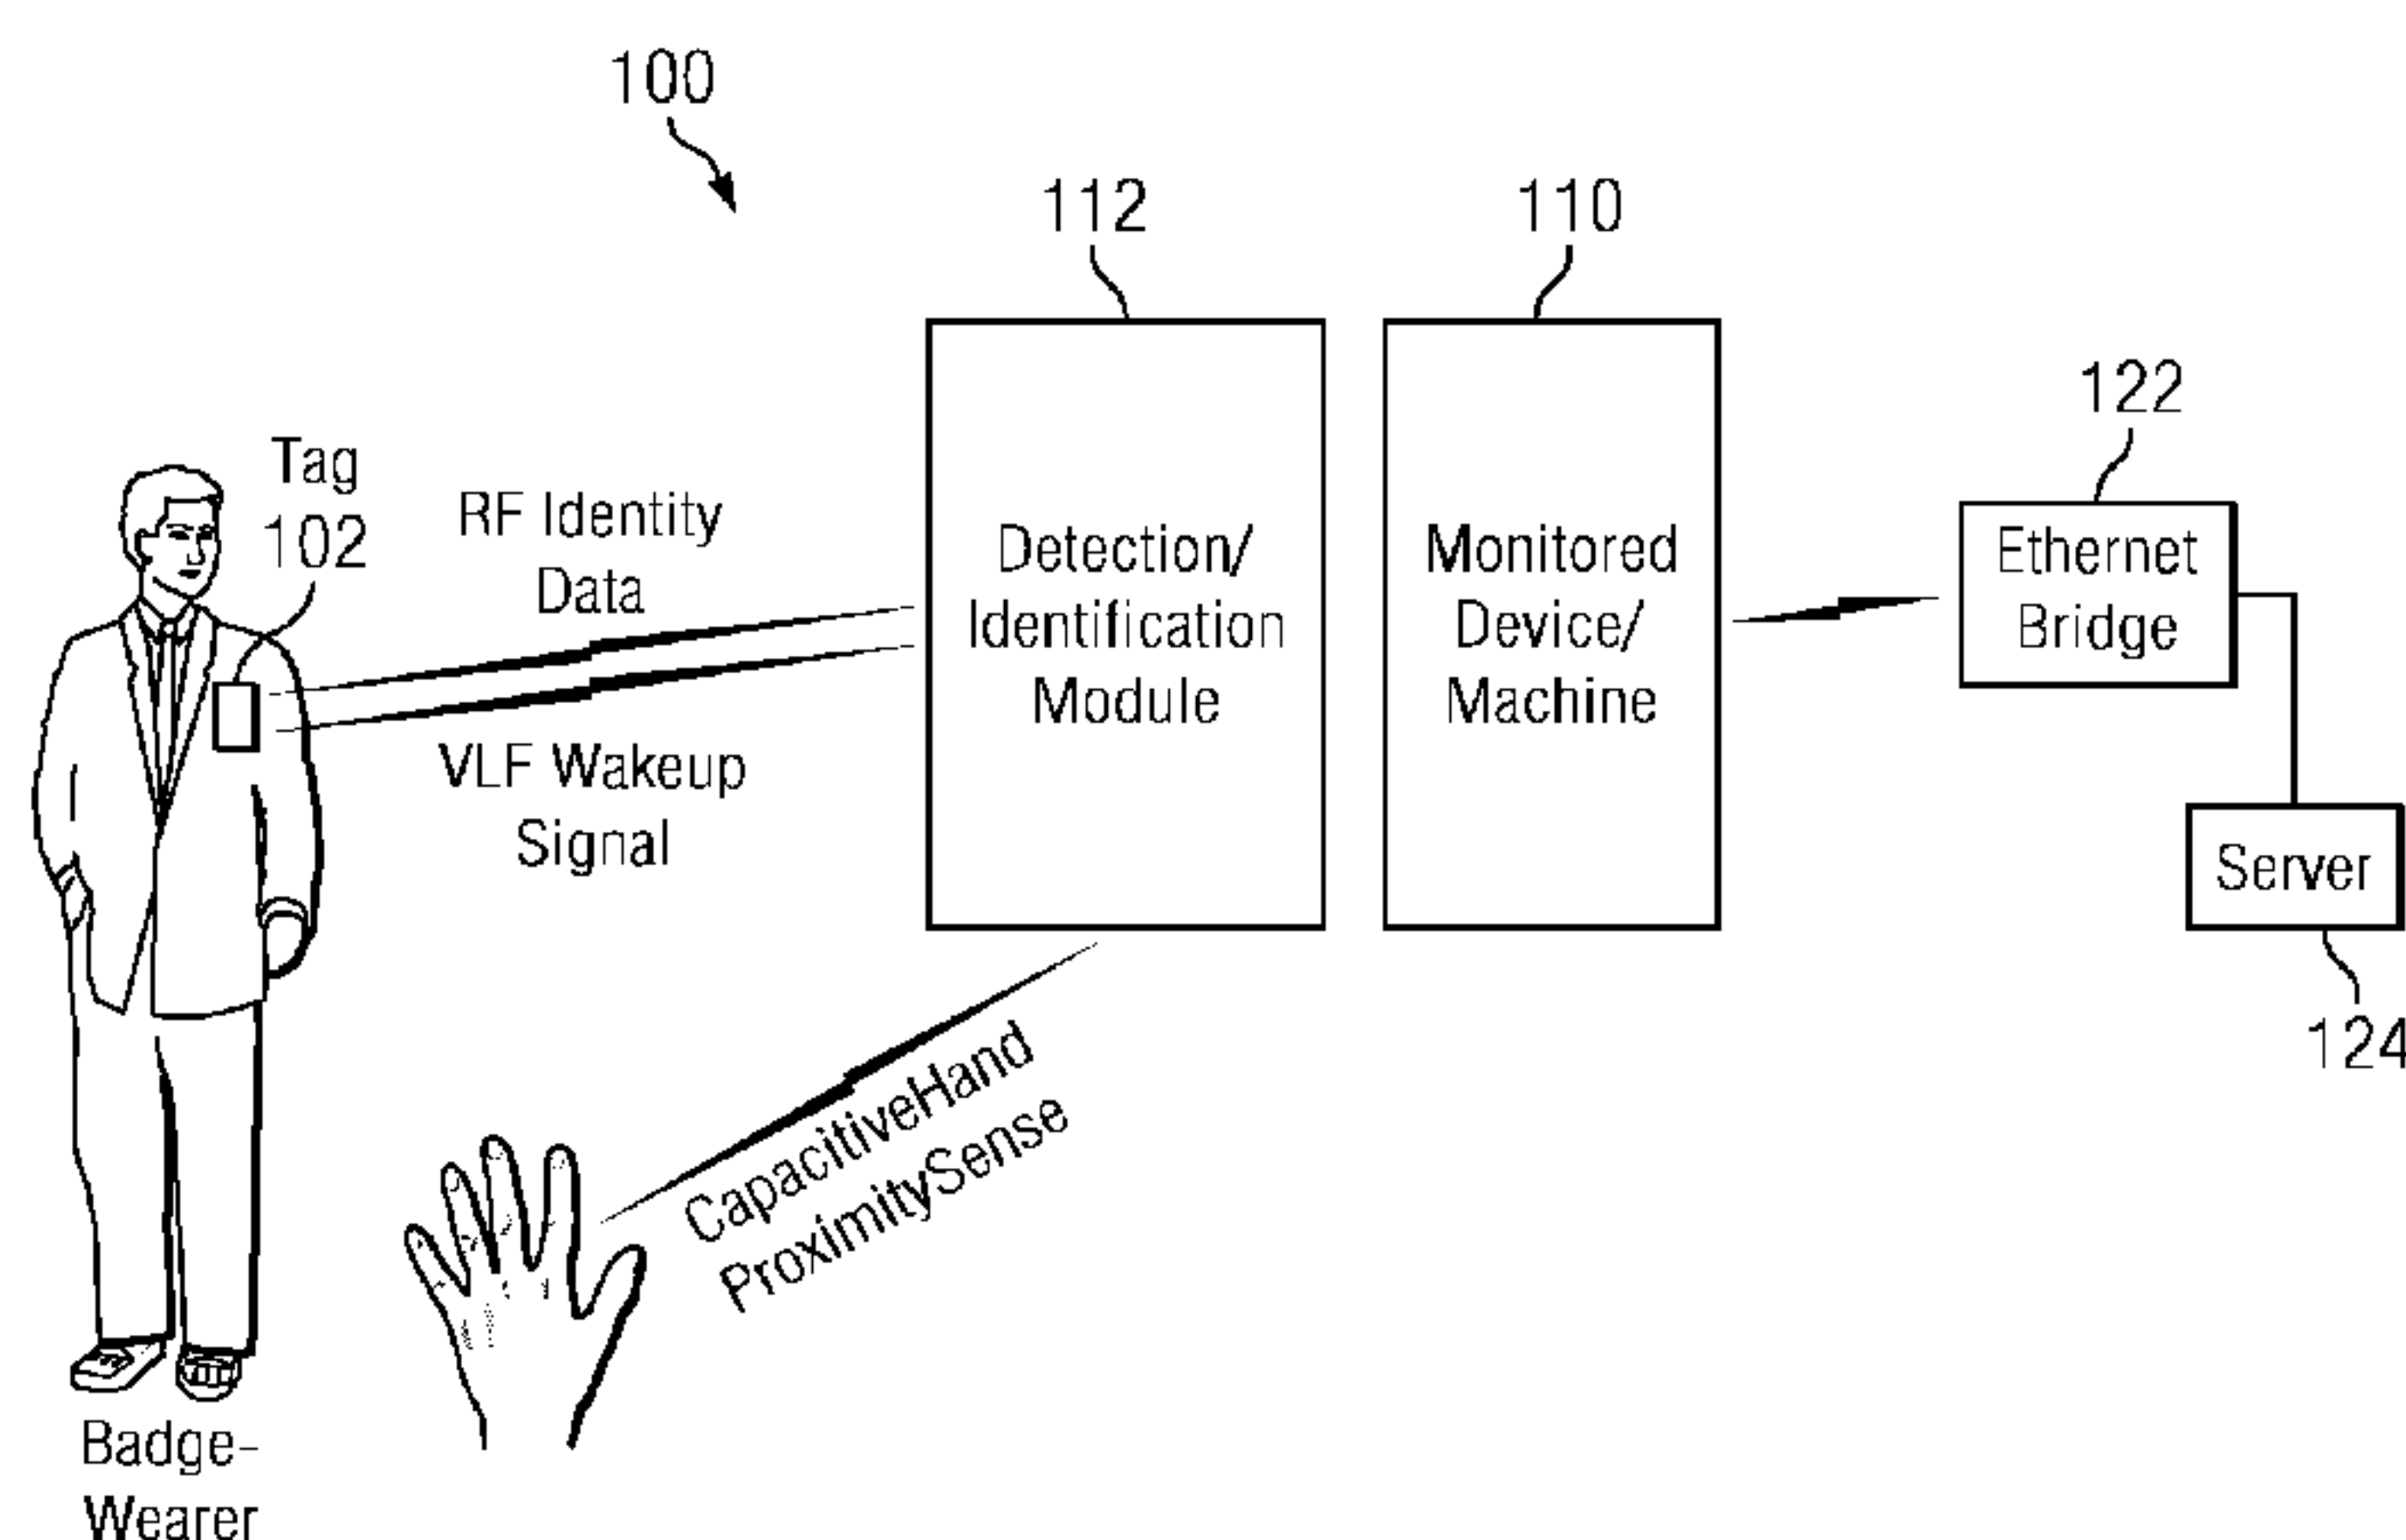 100
112
110
122
Tag
102
RF Identity
Data
VLF Wakeup
Signal
Detection/
Identification
Module
Monitored
Device/
Machine
Ethernet
Bridge
Server
124
CapacitiveHand
ProximitySense
Badge-
Wearer